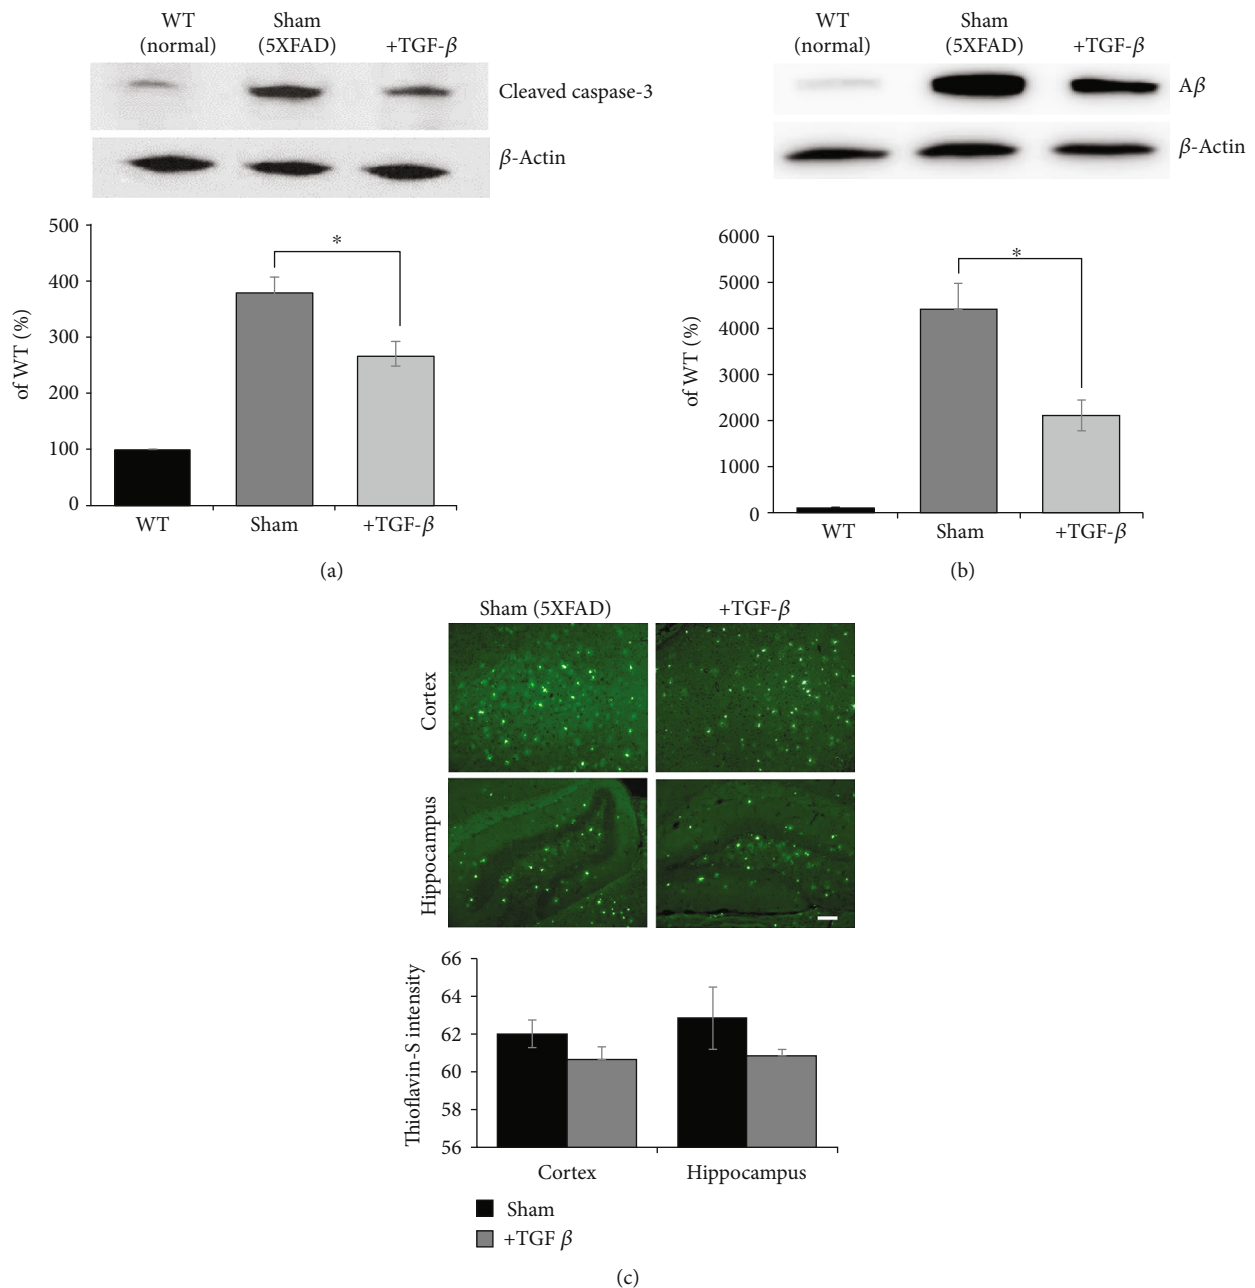 WT
(normal)
Sham
(5XFAD)
+TGF-β
Cleaved caspase-3
β-Actin
500
400
300
200
100
0
of WT (%)
*
WT
Sham
+TGF-β
(a)
WT
(normal)
Sham
(5XFAD)
+TGF-β
Aβ
β-Actin
6000
5000
4000
3000
2000
1000
0
of WT (%)
*
WT
Sham
+TGF-β
(b)
Sham (5XFAD)
+TGF-β
Cortex
Hippocampus
66
64
62
60
58
56
Thioflavin-S intensity
Cortex
Hippocampus
Sham
+TGF β
(c)